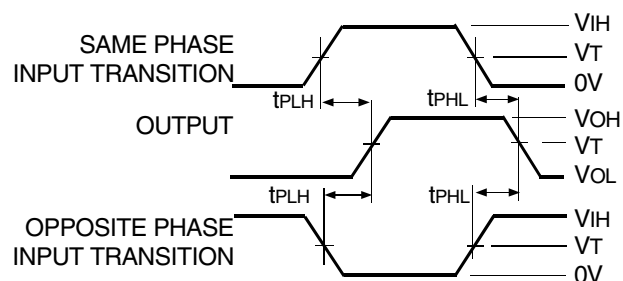 SAME PHASE
INPUT TRANSITION
VIH
VT
0V
tPLH
tPHL
OUTPUT
VOH
VT
VOL
tPLH
tPHL
OPPOSITE PHASE
INPUT TRANSITION
VIH
VT
0V